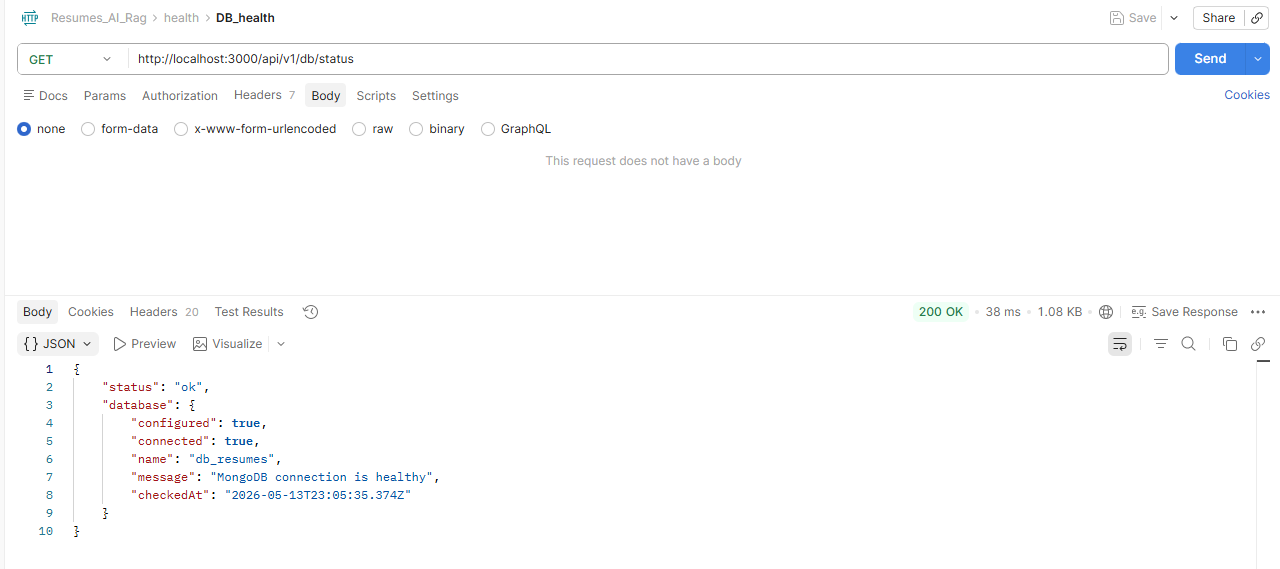 HTTP Resumes_AI_Rag > health > DB_health Save Share
GET http://localhost:3000/api/v1/db/status Send
Docs Params Authorization Headers 7 Body Scripts Settings Cookies
none form-data x-www-form-urlencoded raw binary GraphQL
This request does not have a body
Body Cookies Headers 20 Test Results 200 OK • 38 ms • 1.08 KB • e.g. Save Response
{} JSON Preview Visualize
1 {
2 "status": "ok",
3 "database": {
4 "configured": true,
5 "connected": true,
6 "name": "db_resumes",
7 "message": "MongoDB connection is healthy",
8 "checkedAt": "2026-05-13T23:05:35.374Z"
9 }
10 }